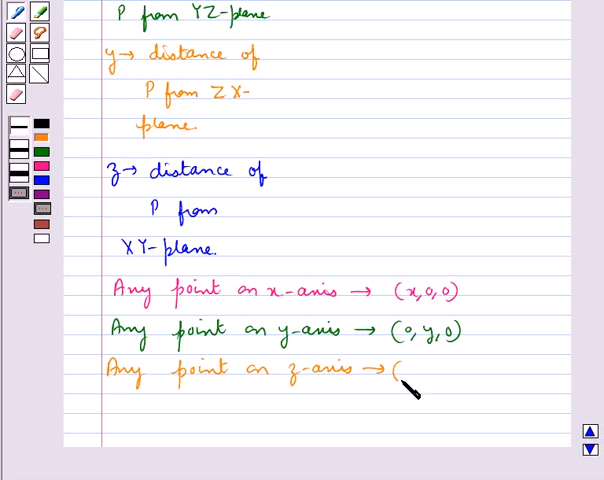 P from YZ-plane
y→ distance of
P from ZX-
plane.
z→ distance of
P from
XY-plane.
Any point on x-axis → (x,0,0)
Any point on y-axis → (0, y, 0)
Any point on z-axis → (